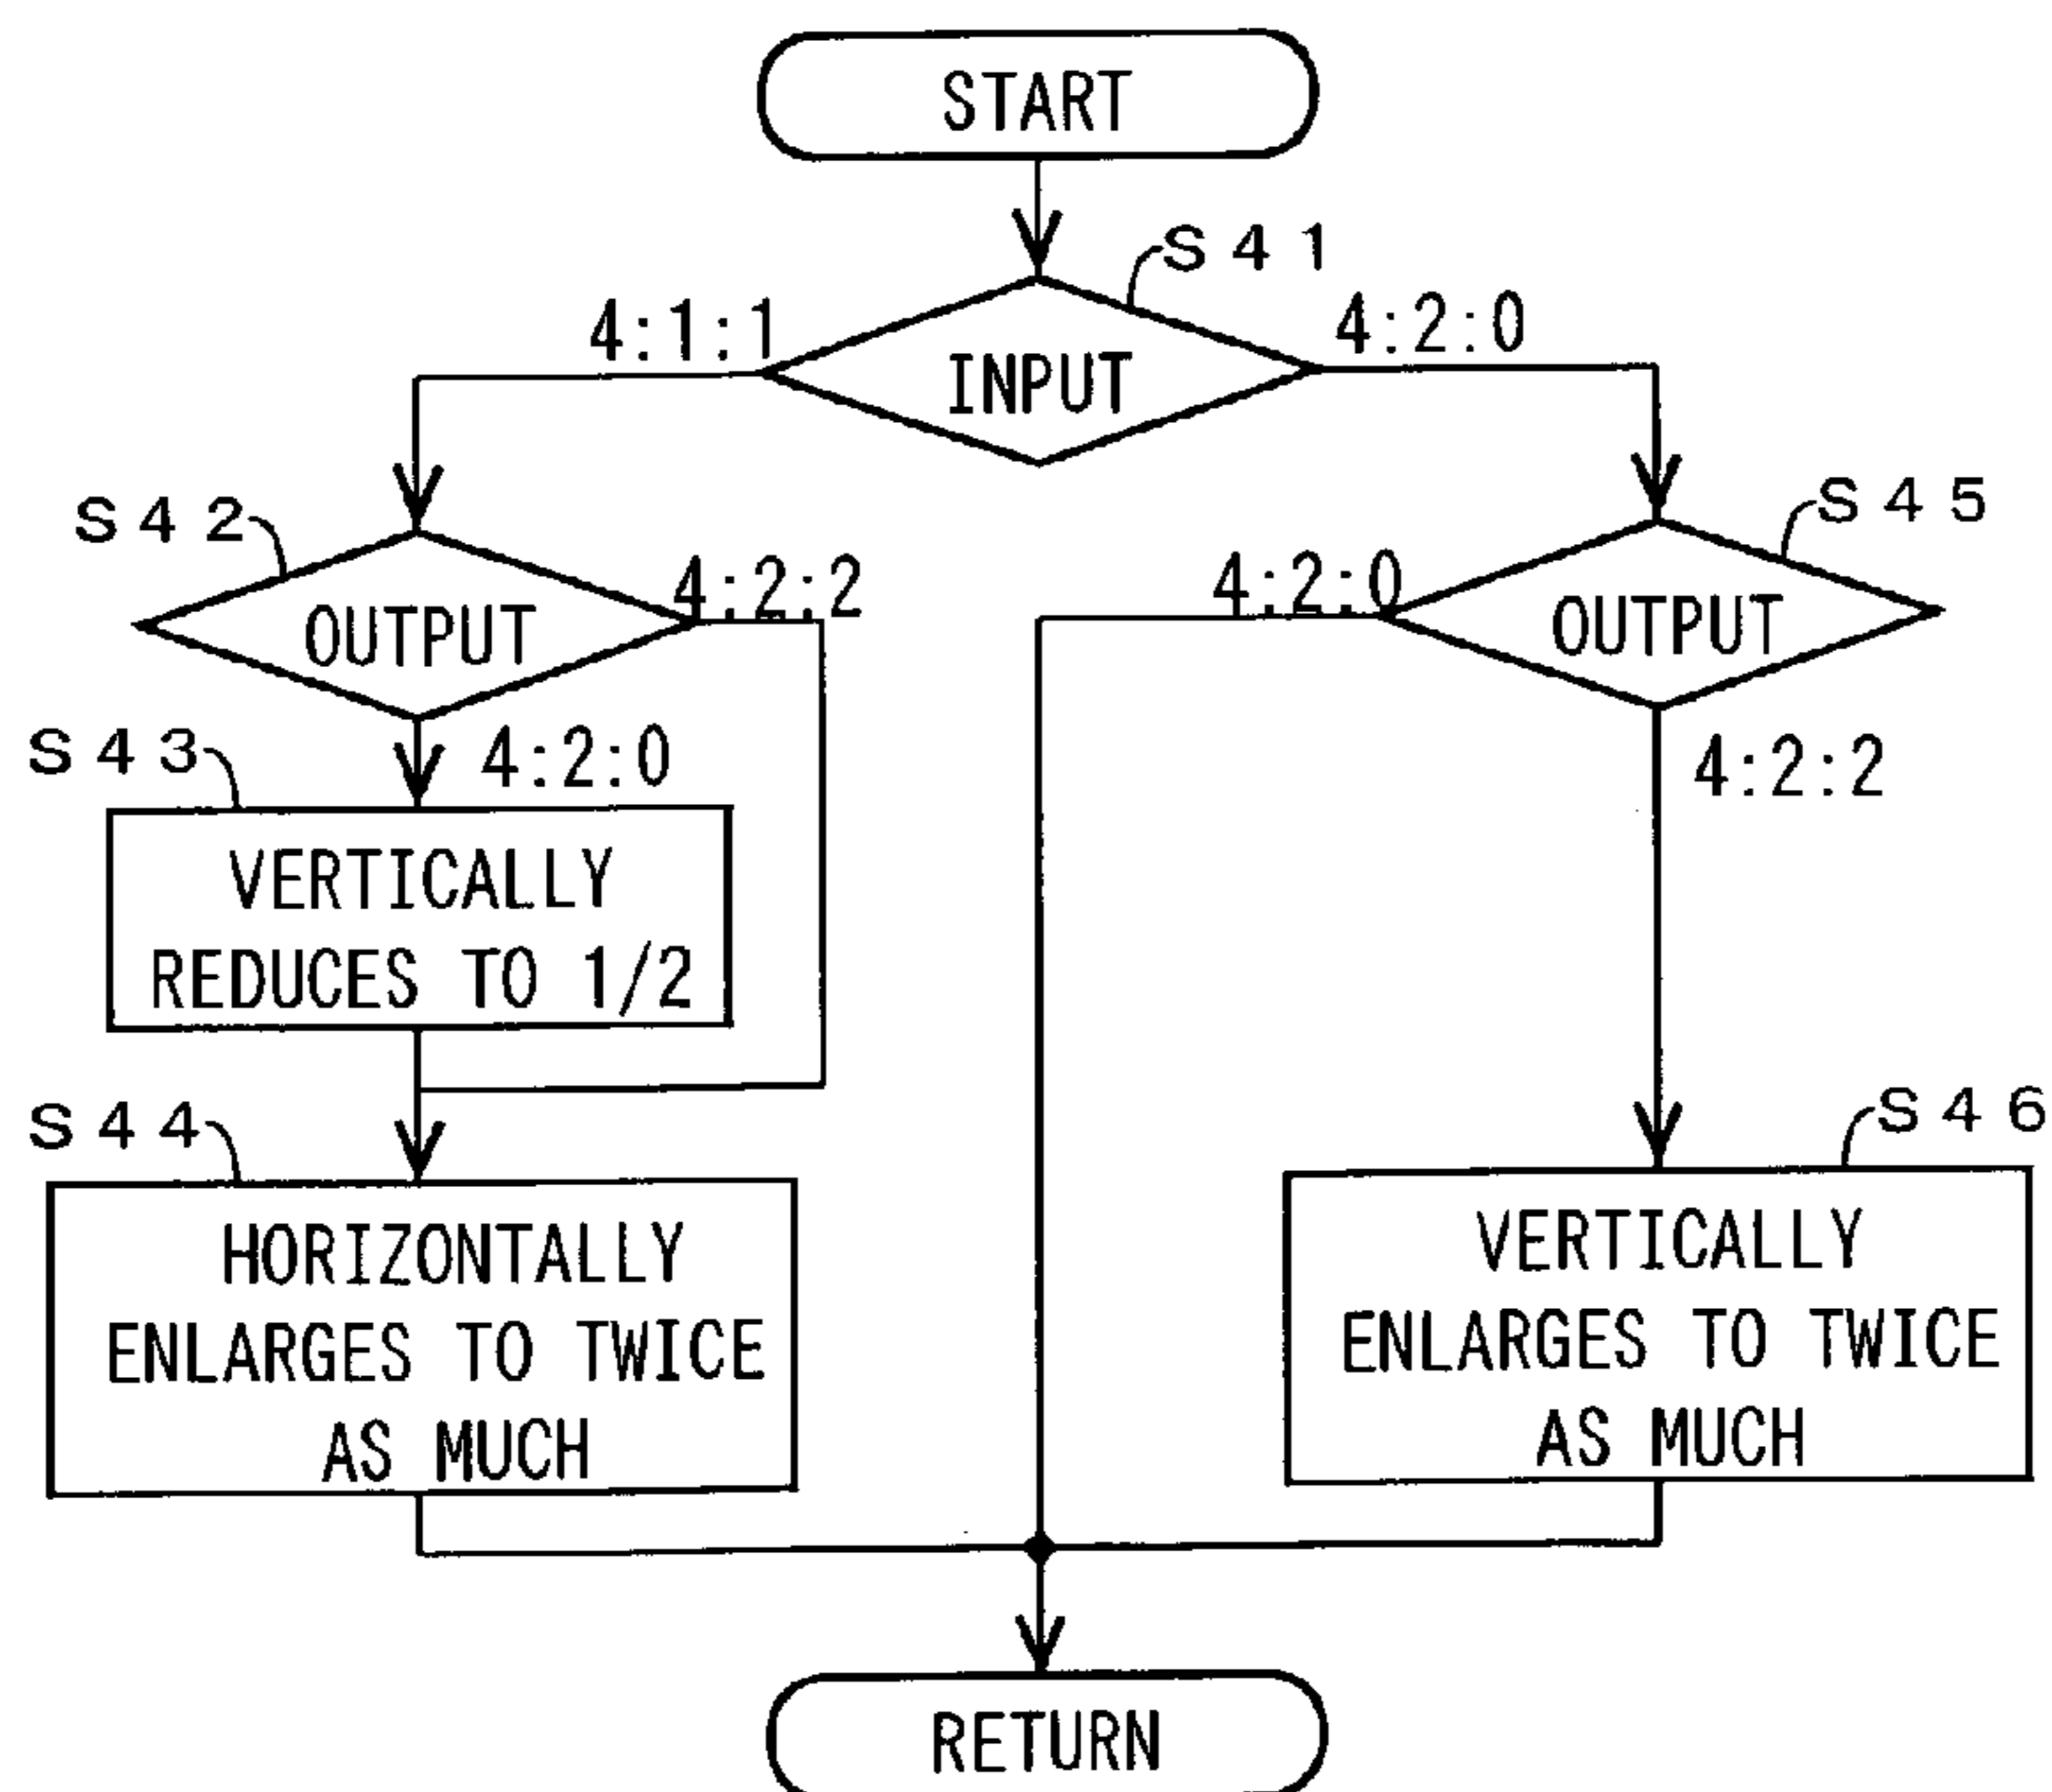 START
S41
4:1:1
4:2:0
INPUT
S42
S45
4:2:2
4:2:0
OUTPUT
OUTPUT
S43
4:2:0
4:2:2
VERTICALLY
REDUCES TO 1/2
S44
S46
HORIZONTALLY
ENLARGES TO TWICE
AS MUCH
VERTICALLY
ENLARGES TO TWICE
AS MUCH
RETURN